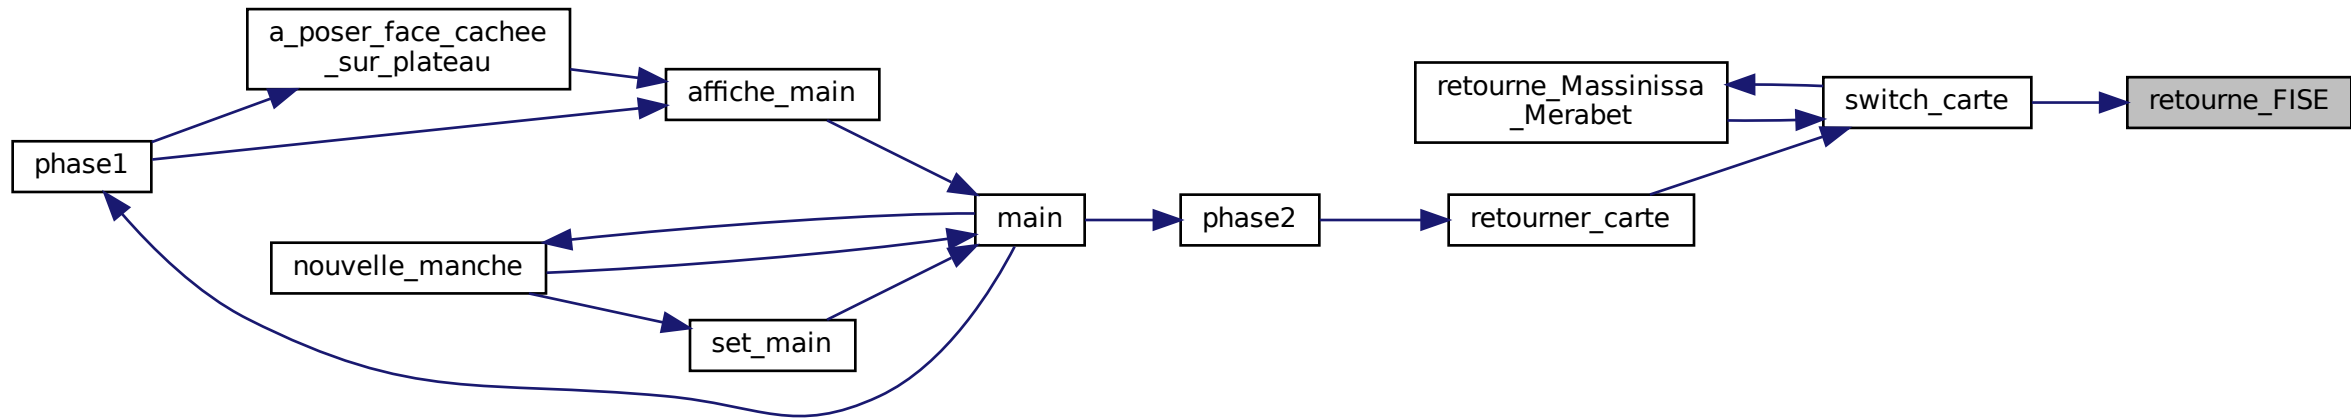 a_poser_face_cachee
_sur_plateau
affiche_main
phase1
nouvelle_manche
set_main
main
phase2
retourne_Massinissa
_Merabet
retourner_carte
switch_carte
retourne_FISE